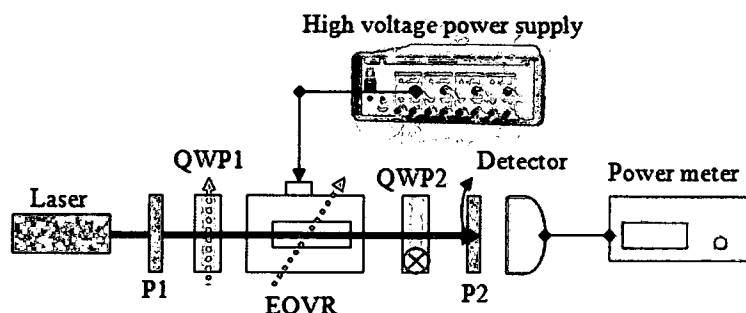 High voltage power supply
QWP1
QWP2
Detector
Power meter
Laser
P1
EOVR
P2